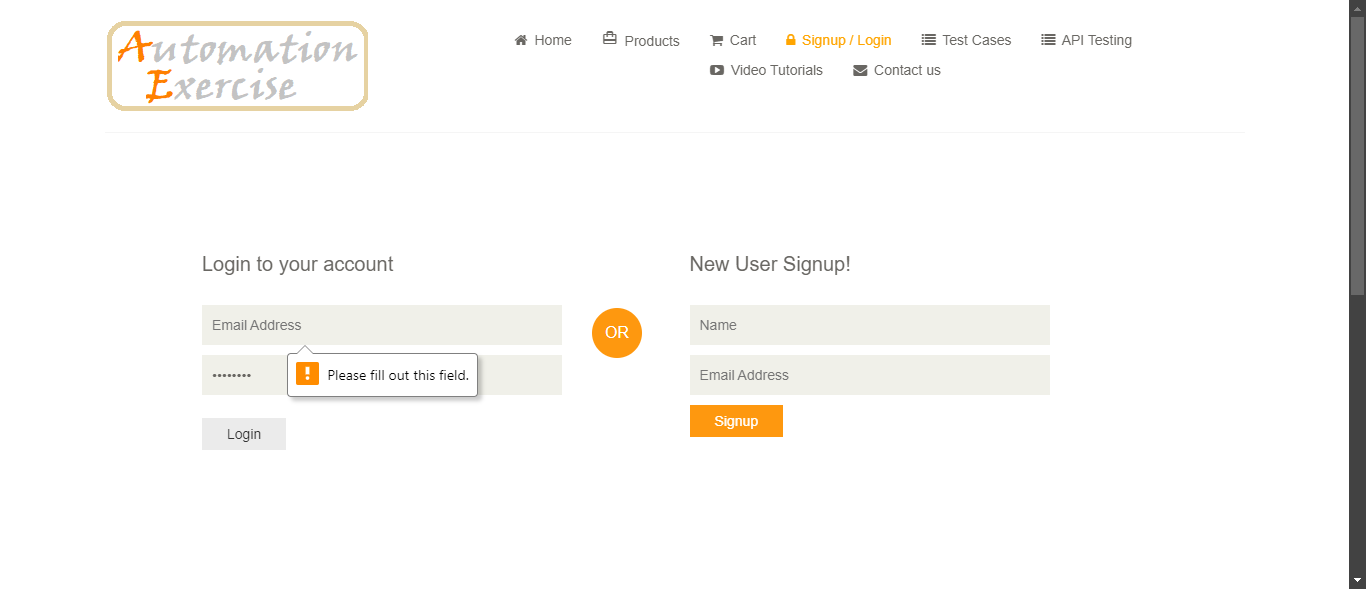 Automation
Exercise
Home
Products
Cart
Signup / Login
Test Cases
API Testing
Video Tutorials
Contact us
Login to your account
Email Address
••••••••
Please fill out this field.
Login
OR
New User Signup!
Name
Email Address
Signup